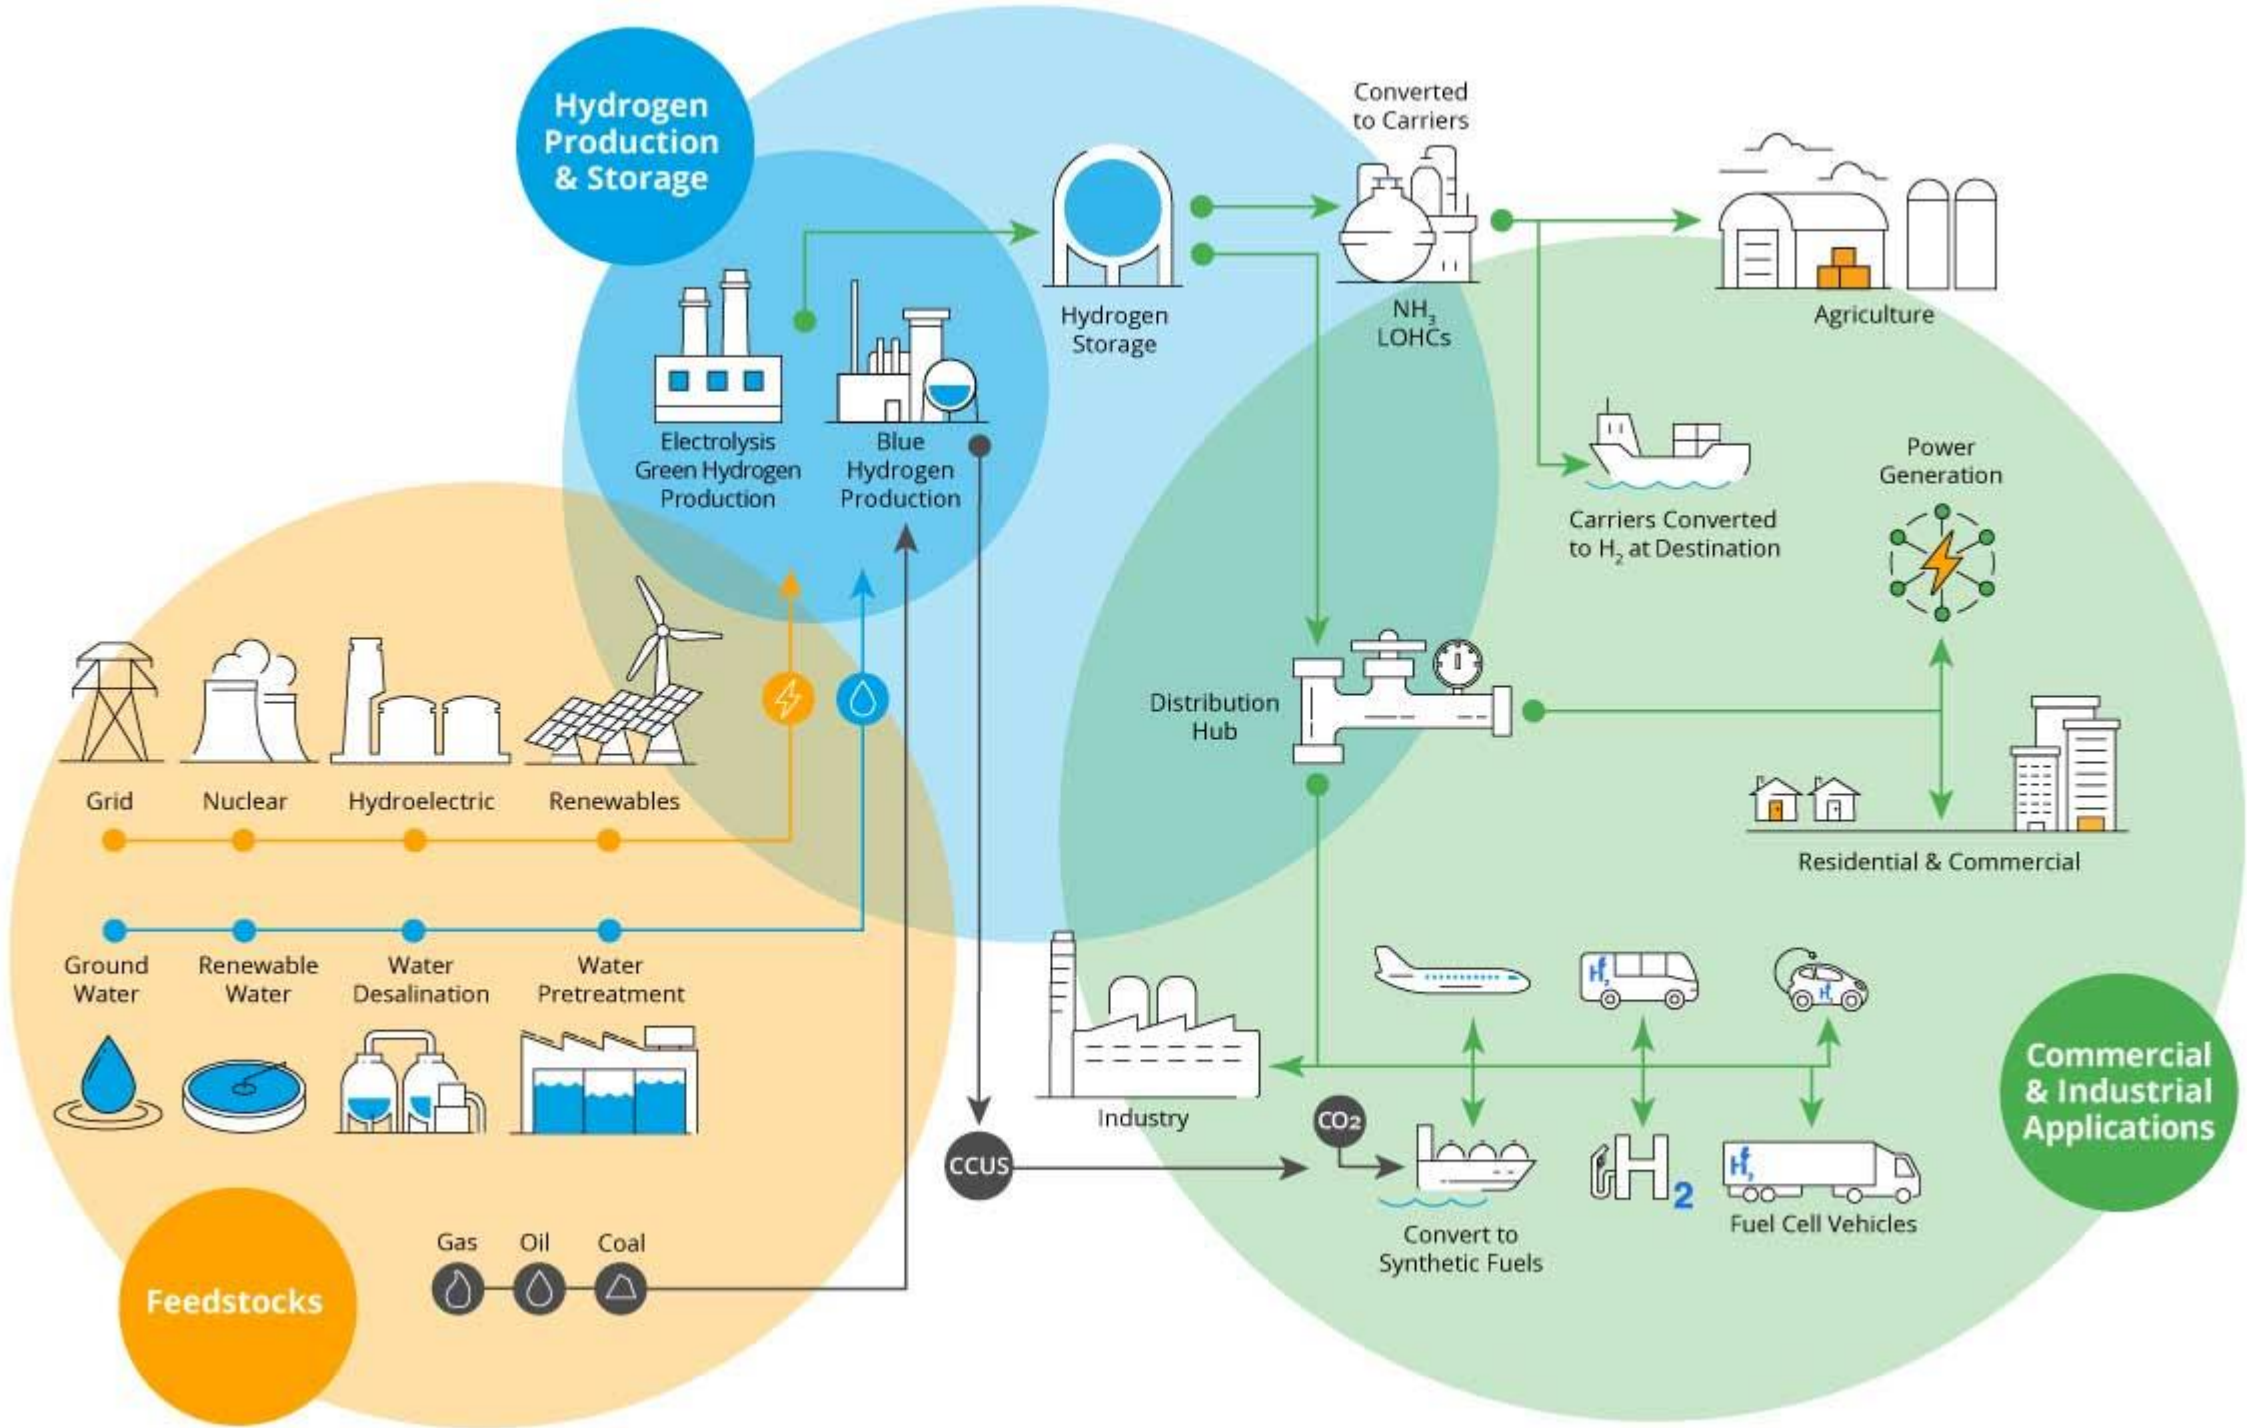 Hydrogen
Production
& Storage
Converted
to Carriers
Hydrogen
Storage
NH3
LOHCs
Agriculture
Electrolysis
Green Hydrogen
Production
Blue
Hydrogen
Production
Carriers Converted
to H2 at Destination
Power
Generation
Distribution
Hub
Grid
Nuclear
Hydroelectric
Renewables
Residential & Commercial
Ground
Water
Renewable
Water
Water
Desalination
Water
Pretreatment
H2
H2
Industry
CO2
CCUS
H2
H2
Convert to
Synthetic Fuels
Fuel Cell Vehicles
Commercial
& Industrial
Applications
Gas
Oil
Coal
Feedstocks